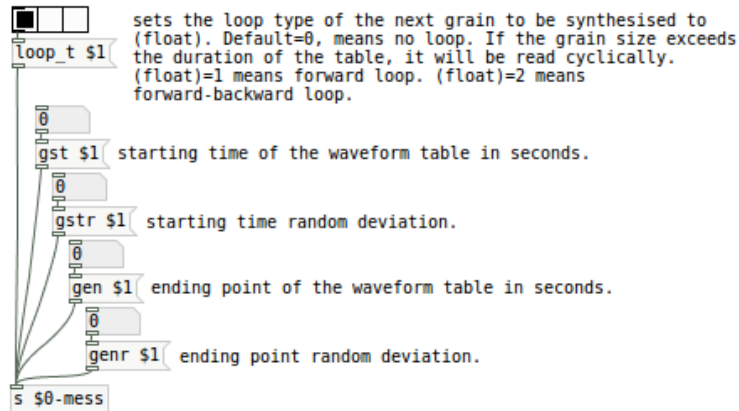 sets the loop type of the next grain to be synthesised to
(float). Default=0, means no loop. If the grain size exceeds
the duration of the table, it will be read cyclically.
(float)=1 means forward loop. (float)=2 means
forward-backward loop.
loop_t $1
0
gst $1 starting time of the waveform table in seconds.
0
gstr $1 starting time random deviation.
0
gen $1 ending point of the waveform table in seconds.
0
genr $1 ending point random deviation.
s $0-mess